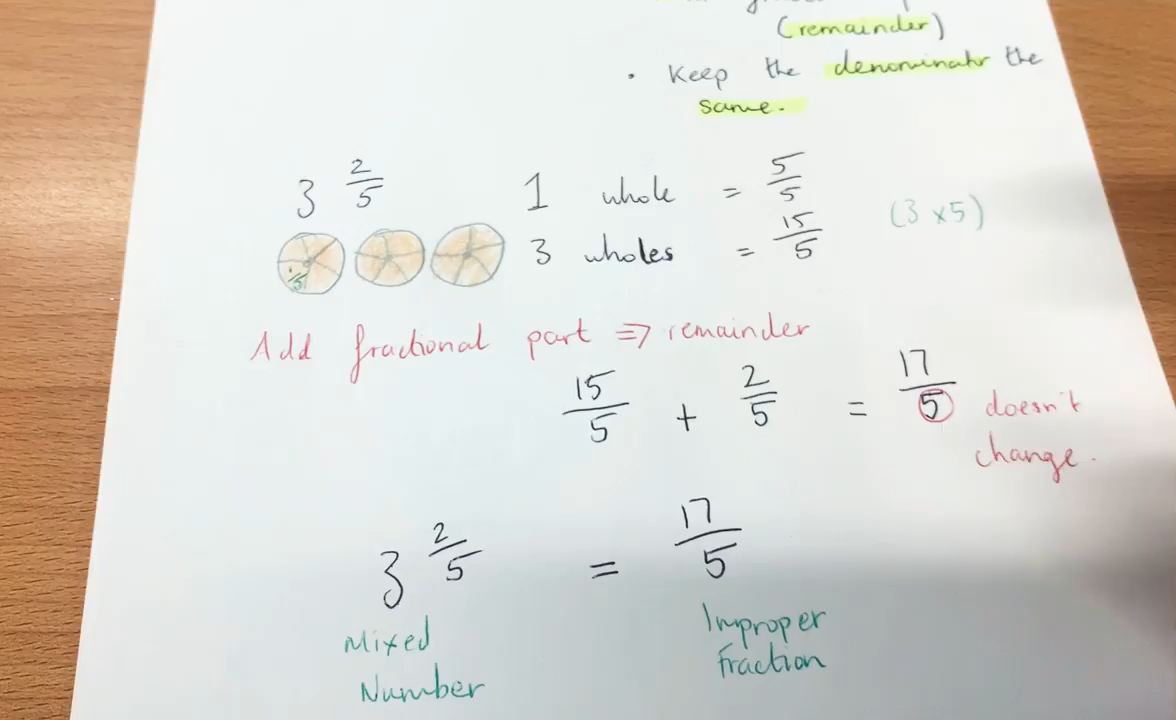 (remainder)
• Keep the denominatr the
same.
3 2/5
1 whole = 5/5
3 wholes = 15/5 (3 x5)
Add fractional part ⇒ remainder
15/5 + 2/5 = 17/5 doesn't
change.
3 2/5 = 17/5
Mixed
Number
Improper
Fraction